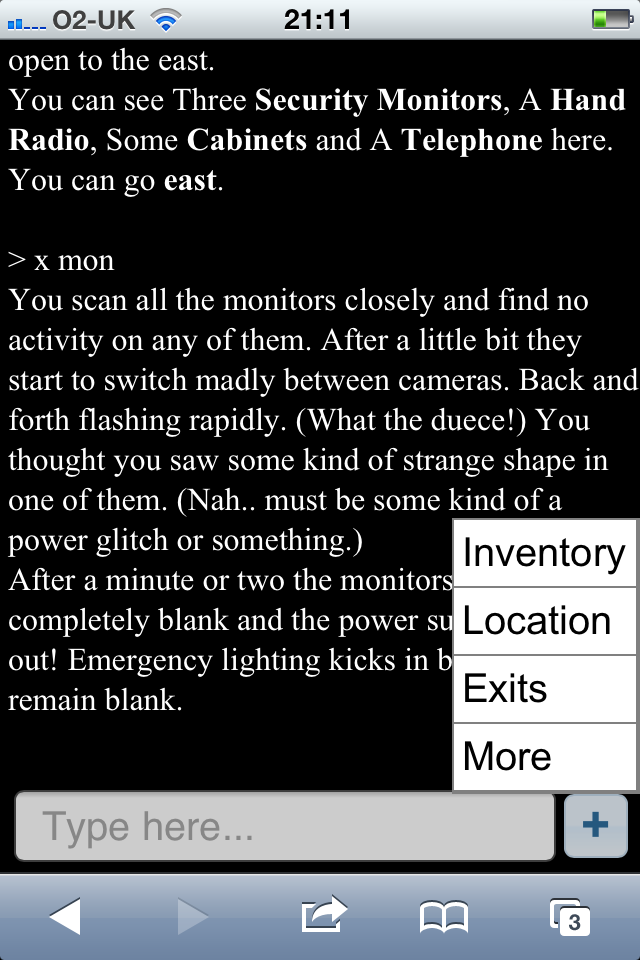 O2-UK 21:11
open to the east.
You can see Three Security Monitors, A Hand
Radio, Some Cabinets and A Telephone here.
You can go east.
> x mon
You scan all the monitors closely and find no
activity on any of them. After a little bit they
start to switch madly between cameras. Back and
forth flashing rapidly. (What the duece!) You
thought you saw some kind of strange shape in
one of them. (Nah.. must be some kind of a
power glitch or something.)
After a minute or two the monitors
completely blank and the power su
out! Emergency lighting kicks in b
remain blank.
Inventory
Location
Exits
More
Type here...
+
3